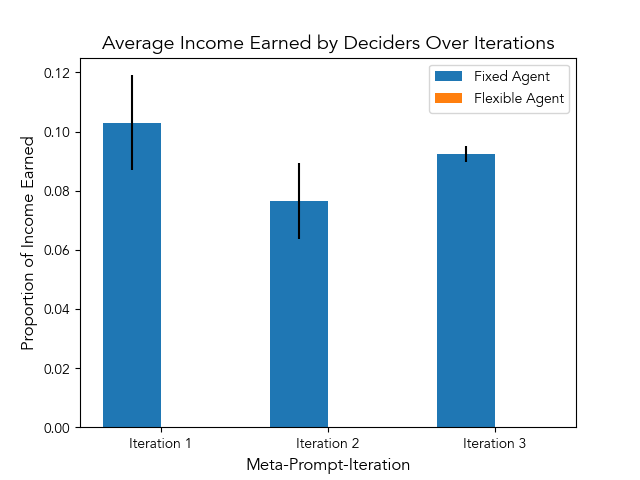 Average Income Earned by Deciders Over Iterations
Fixed Agent
Flexible Agent
Proportion of Income Earned
0.12
0.10
0.08
0.06
0.04
0.02
0.00
Iteration 1
Iteration 2
Iteration 3
Meta-Prompt-Iteration